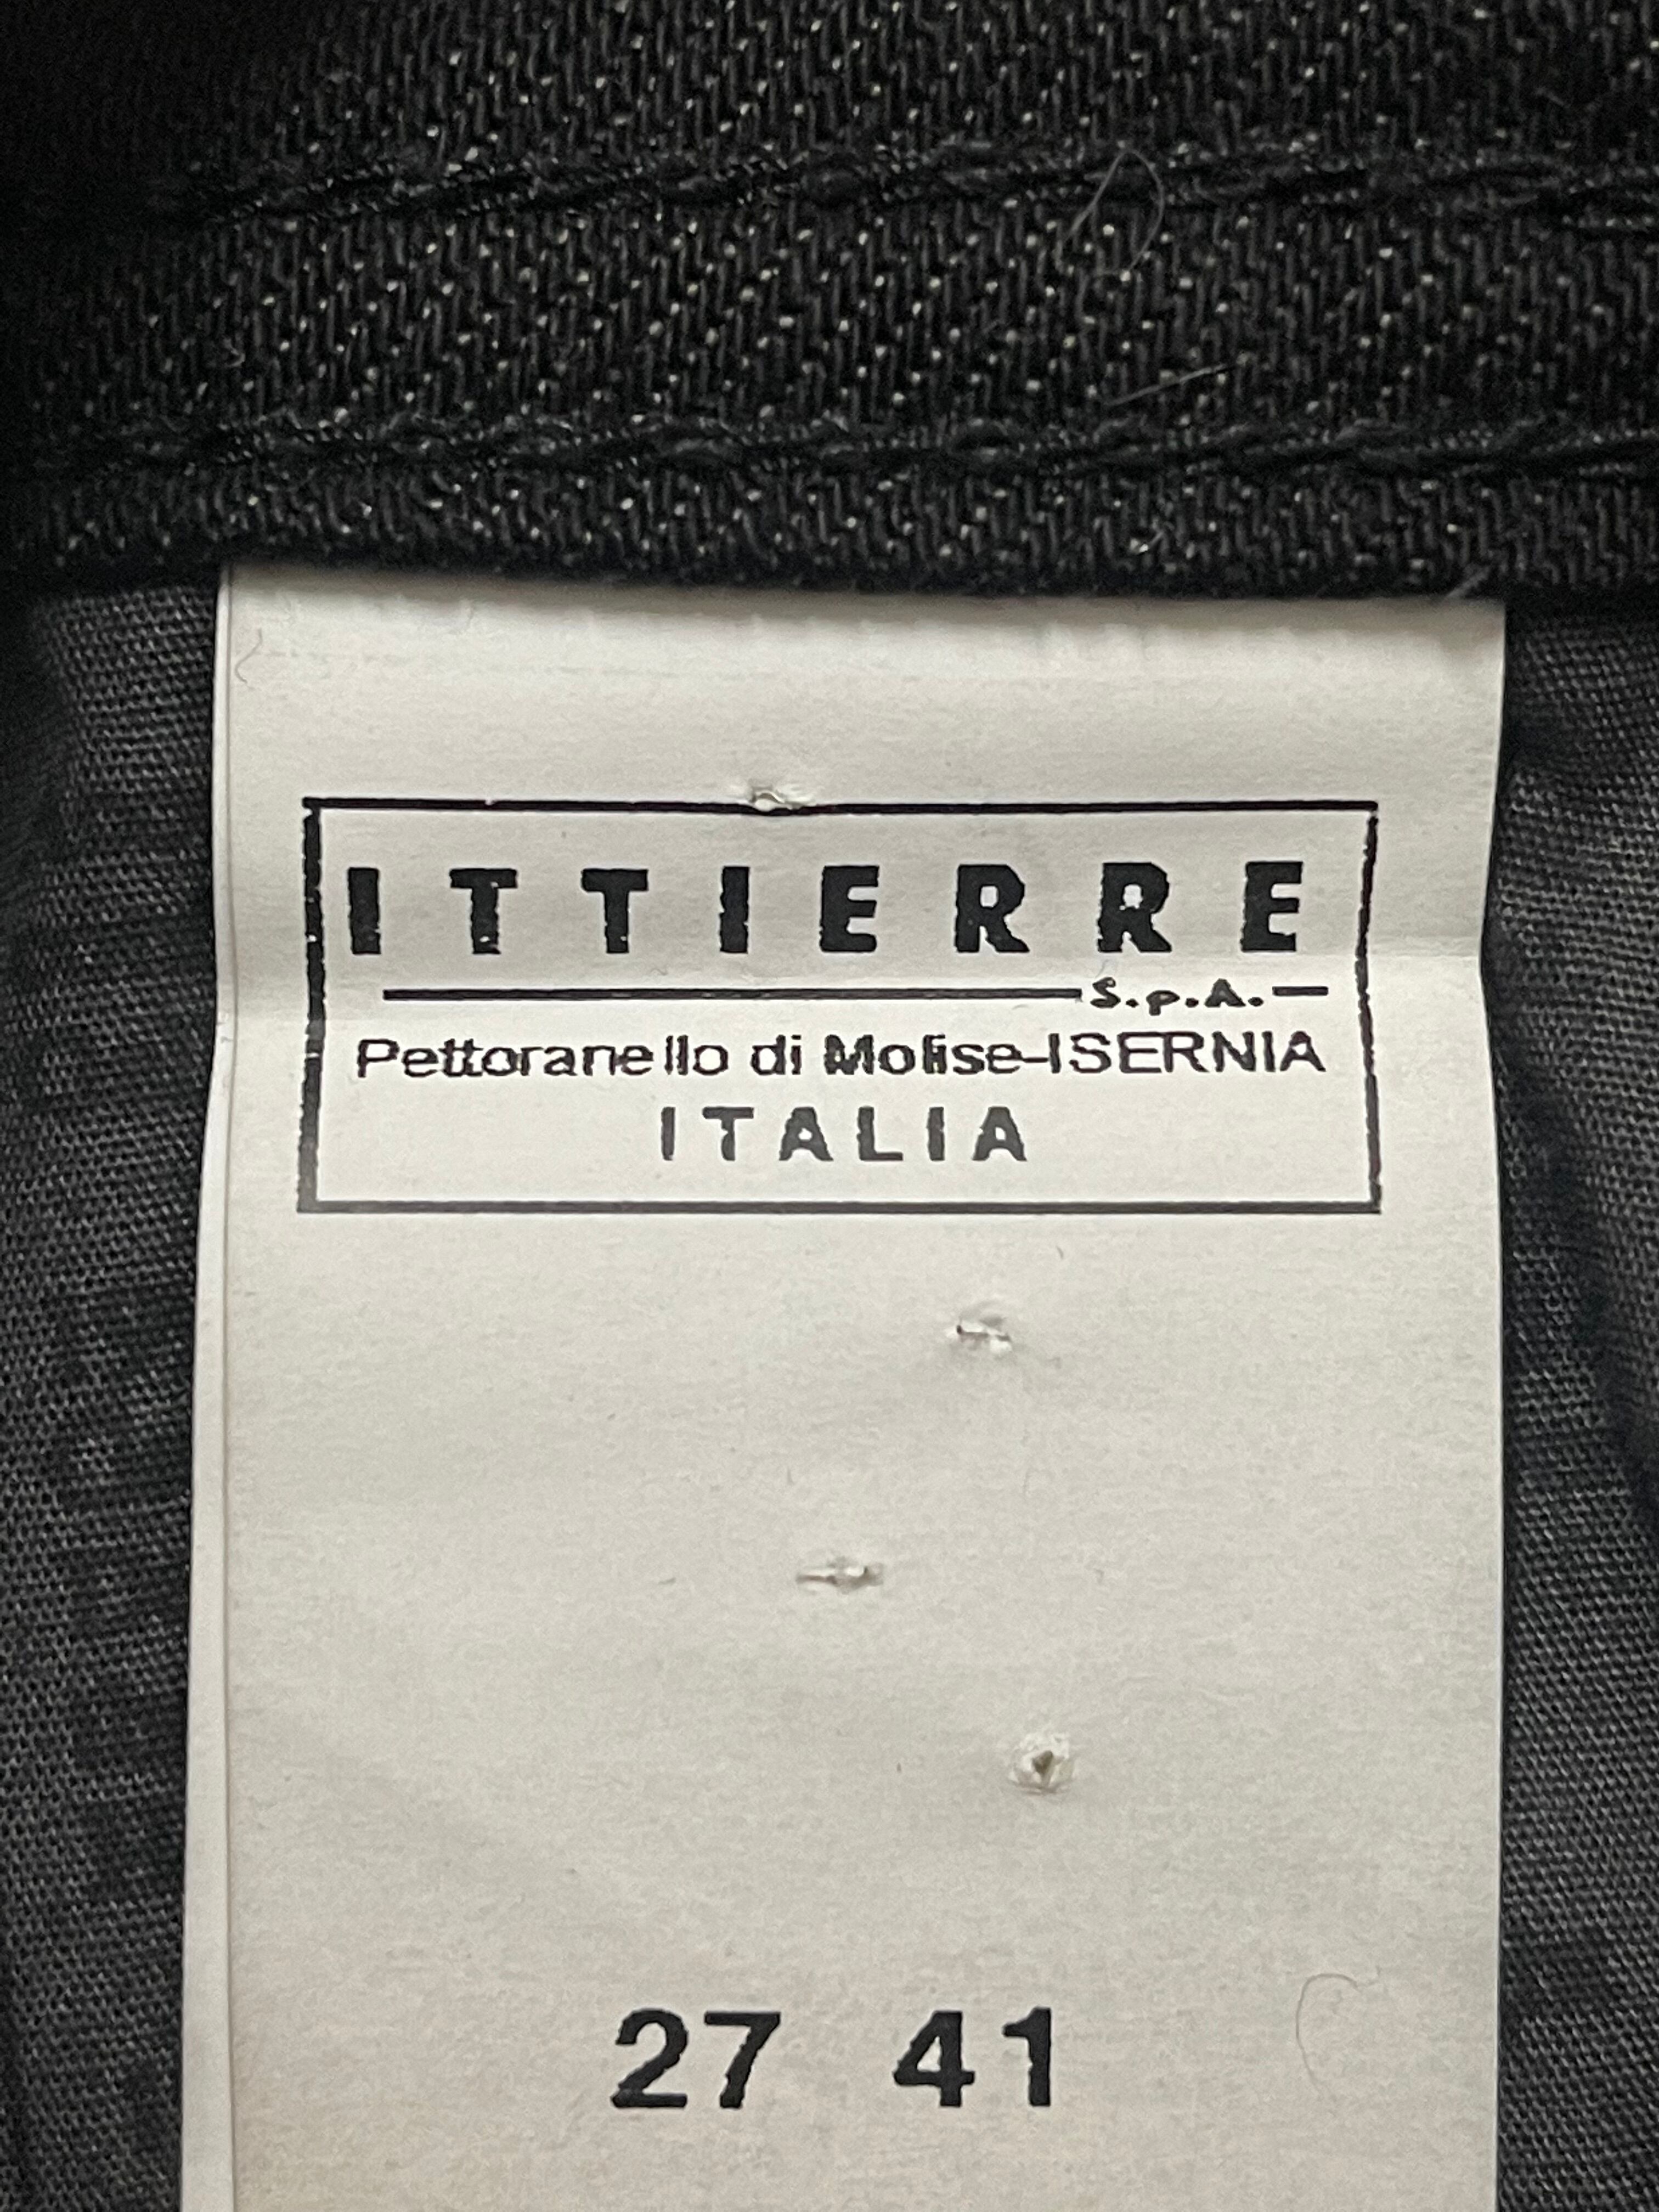 ITTIERRE
S.p.A.
Pettoranello di Molise-ISERNIA
ITALIA
27 41